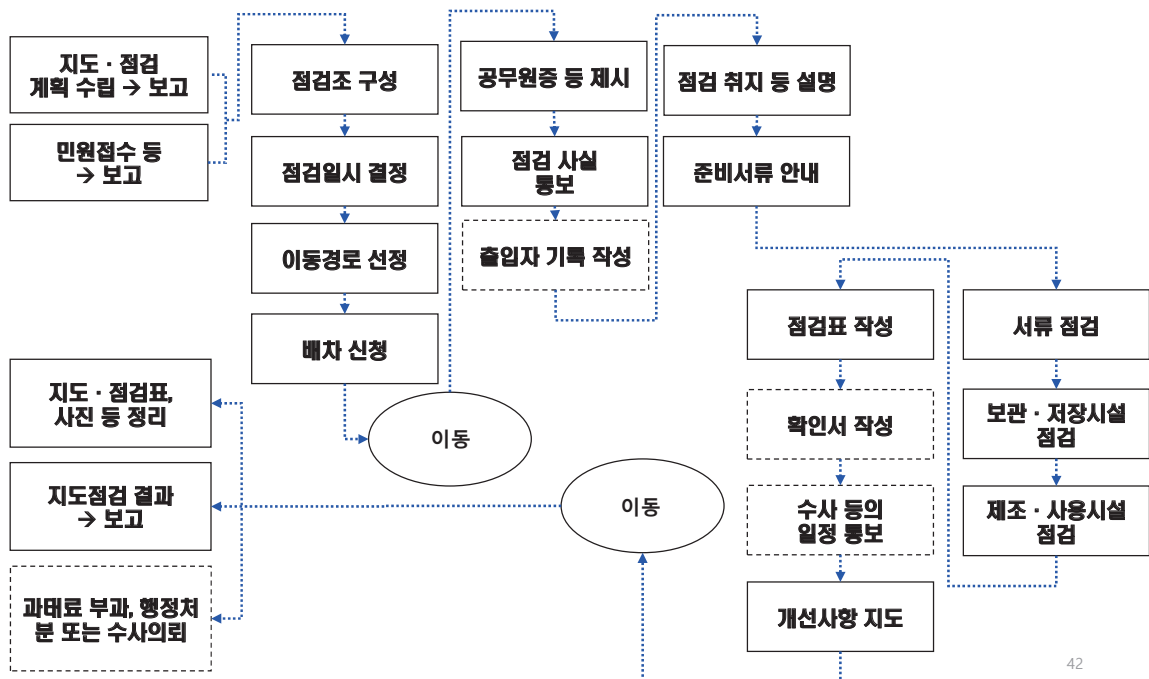 지도 · 점검
계획 수립 → 보고
민원접수 등
→ 보고
점검조 구성
점검일시 결정
이동경로 선정
배차 신청
이동
공무원증 등 제시
점검 사실
통보
출입자 기록 작성
점검 취지 등 설명
준비서류 안내
서류 점검
보관 · 저장시설
점검
제조 · 사용시설
점검
점검표 작성
확인서 작성
수사 등의
일정 통보
개선사항 지도
이동
지도 · 점검표,
사진 등 정리
지도점검 결과
→ 보고
과태료 부과, 행정처
분 또는 수사의뢰
42